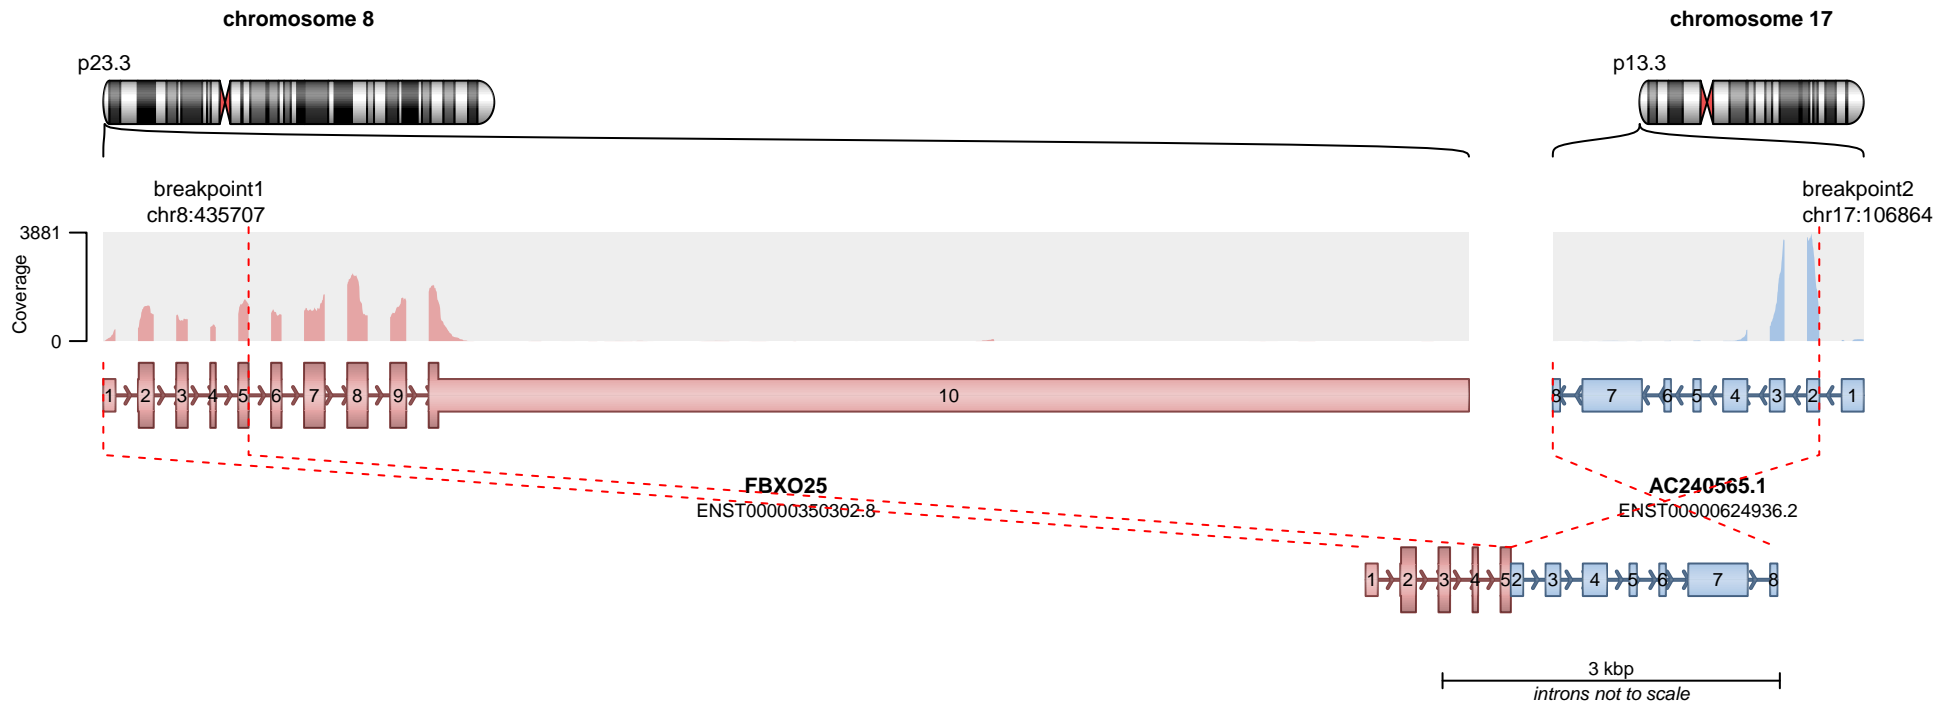 chromosome 8
chromosome 17
p23.3
p13.3
breakpoint1
chr8:435707
breakpoint2
chr17:106864
3881
0
Coverage
1 2 3 4 5 6 7 8 9 10
8 7 6 5 4 3 2 1
FBXO25
ENST00000350302.8
AC240565.1
ENST00000624936.2
1 2 3 4 5 2 3 4 5 6 7 8
3 kbp
introns not to scale